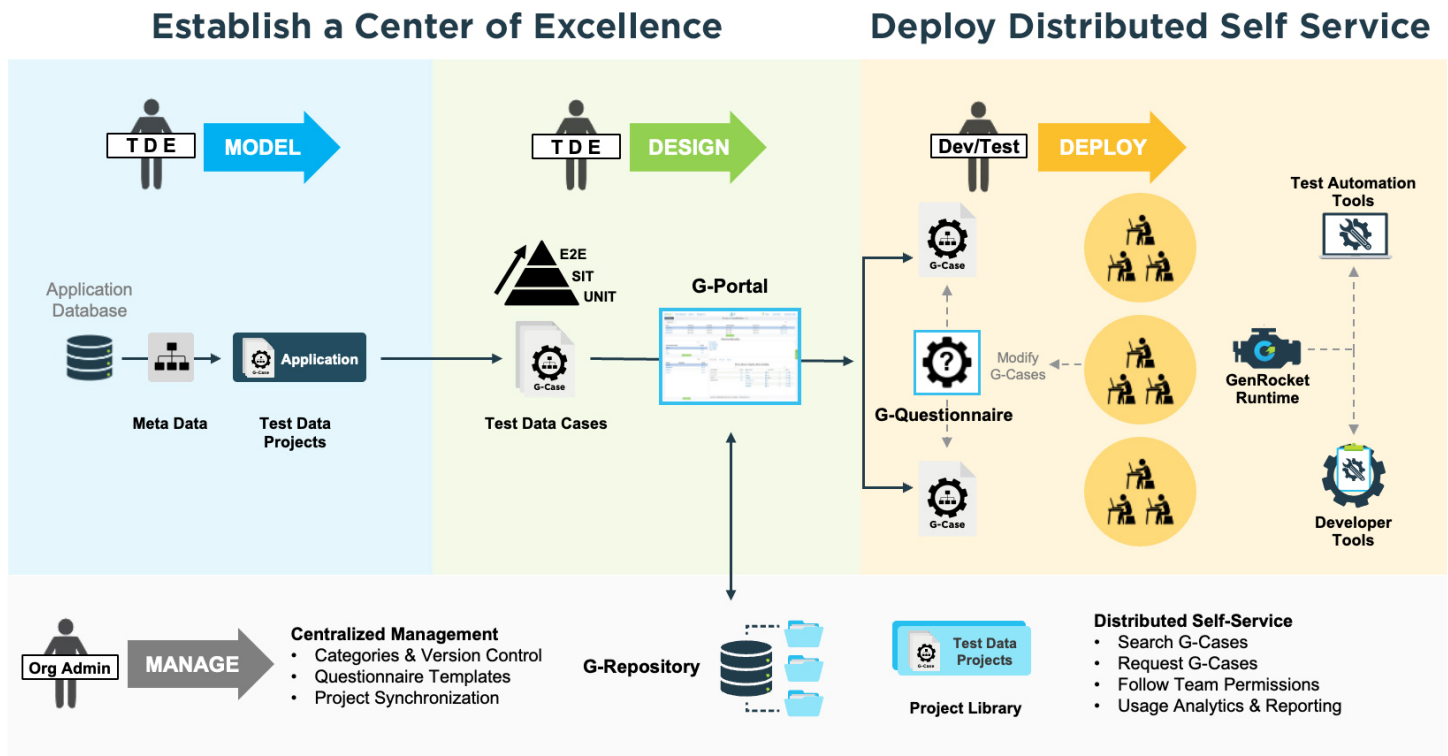 Establish a Center of Excellence
Deploy Distributed Self Service
TDE
MODEL
TDE
DESIGN
Dev/Test
DEPLOY
Application
Database
G-Case
Application
Meta Data
Test Data
Projects
E2E
SIT
UNIT
G-Case
Test Data Cases
G-Portal
G-Case
?
Modify
G-Cases
G-Questionnaire
G-Case
Test Automation
Tools
GenRocket
Runtime
Developer
Tools
Org Admin
MANAGE
Centralized Management
• Categories & Version Control
• Questionnaire Templates
• Project Synchronization
G-Repository
G-Case
Test Data
Projects
Project Library
Distributed Self-Service
• Search G-Cases
• Request G-Cases
• Follow Team Permissions
• Usage Analytics & Reporting